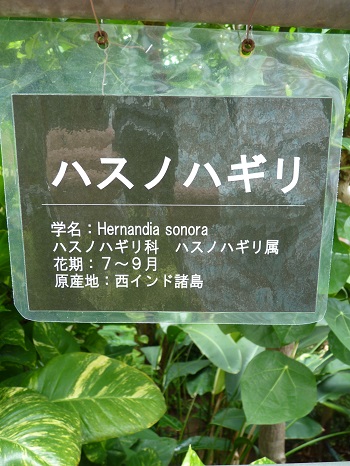 ハスノハギリ
学名：Hernandia sonora
ハスノハギリ科　ハスノハギリ属
花期：７～９月
原産地：西インド諸島